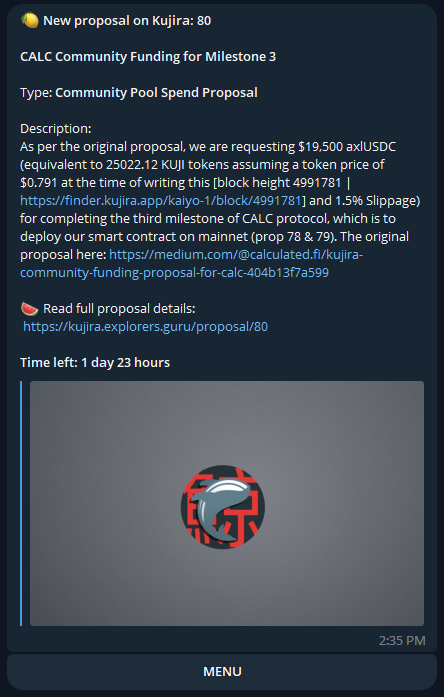 🍋 New proposal on Kujira: 80
CALC Community Funding for Milestone 3
Type: Community Pool Spend Proposal
Description:
As per the original proposal, we are requesting $19,500 axlUSDC
(equivalent to 25022.12 KUJI tokens assuming a token price of
$0.791 at the time of writing this [block height 4991781 |
https://finder.kujira.app/kaiyo-1/block/4991781] and 1.5% Slippage)
for completing the third milestone of CALC protocol, which is to
deploy our smart contract on mainnet (prop 78 & 79). The original
proposal here: https://medium.com/@calculated.fi/kujira-
community-funding-proposal-for-calc-404b13f7a599
🍉 Read full proposal details:
https://kujira.explorers.guru/proposal/80
Time left: 1 day 23 hours
2:35 PM
MENU